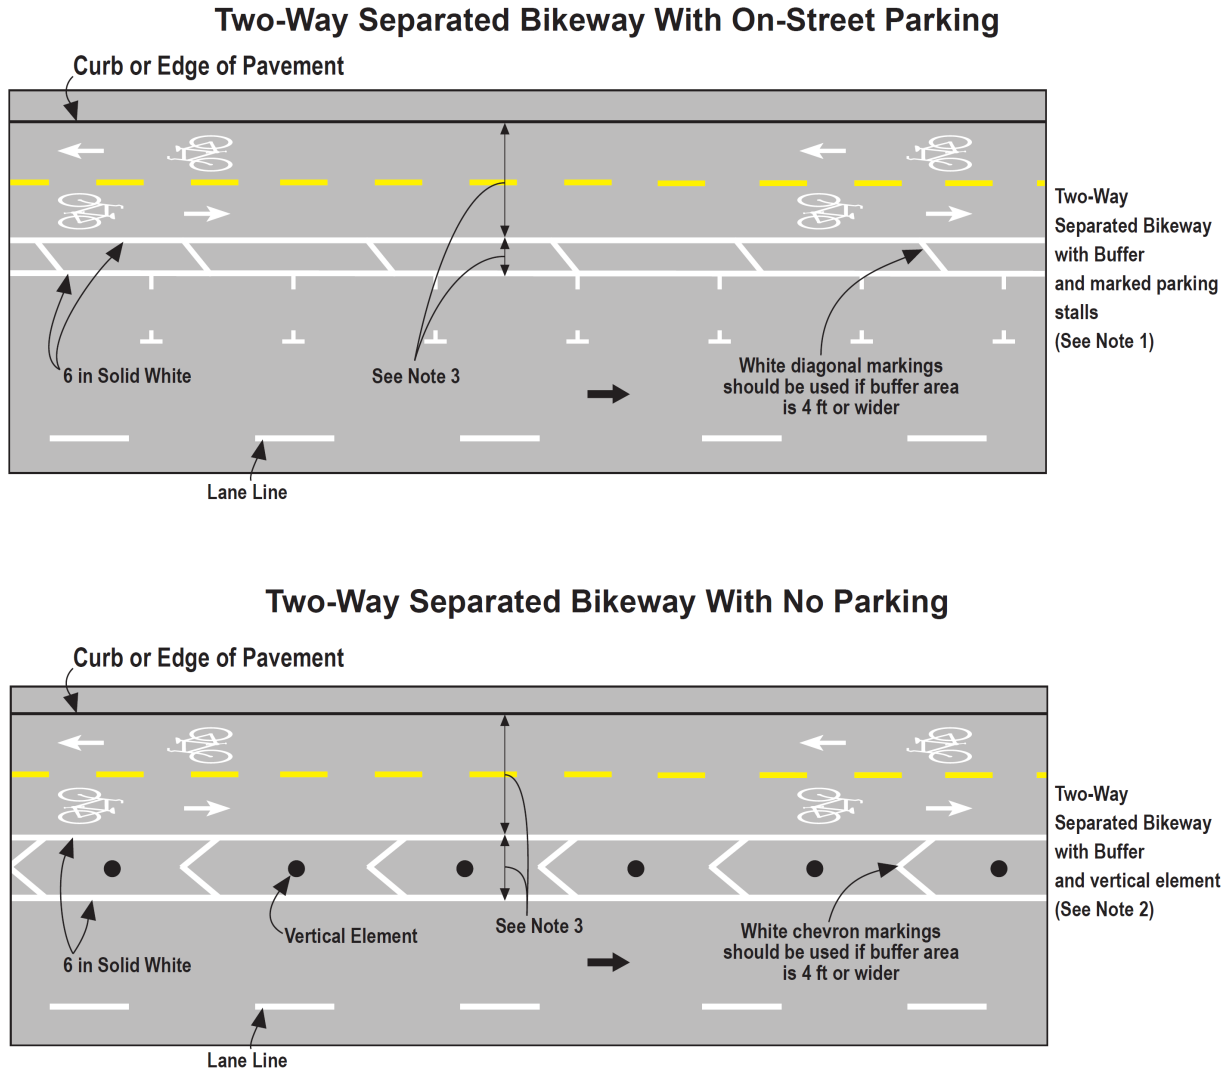 Two-Way Separated Bikeway With On-Street Parking
Curb or Edge of Pavement
Two-Way
Separated Bikeway
with Buffer
and marked parking
stalls
(See Note 1)
6 in Solid White
See Note 3
White diagonal markings
should be used if buffer area
is 4 ft or wider
Lane Line
Two-Way Separated Bikeway With No Parking
Curb or Edge of Pavement
Two-Way
Separated Bikeway
with Buffer
and vertical element
(See Note 2)
6 in Solid White
Vertical Element
See Note 3
White chevron markings
should be used if buffer area
is 4 ft or wider
Lane Line